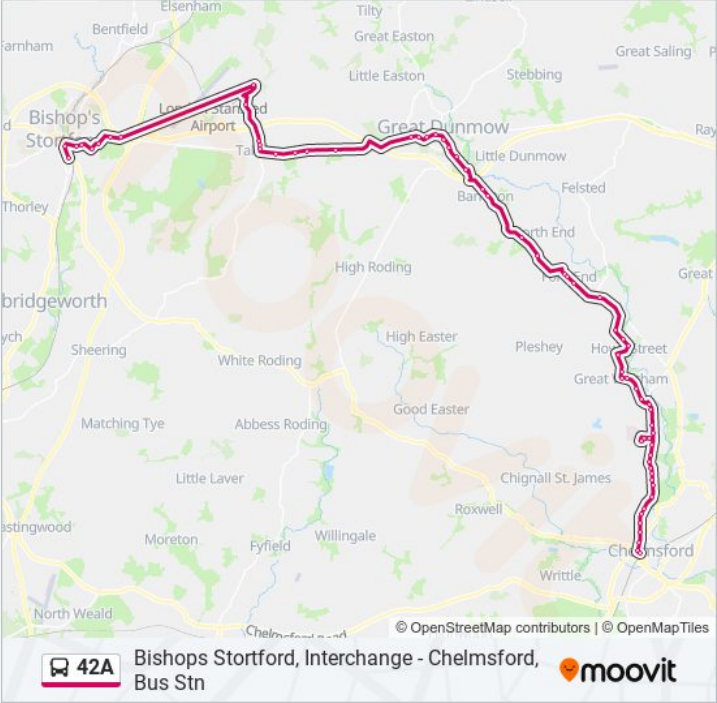 Elsenham
Tilty
Bentfield
Great Easton
Farnham
Great Saling
Little Easton
Stebbing
Bishop's
Airport
Great Dunmow
Little Dunmow
Thorley
Felsted
High Roding
Great
bridgeworth
High Easter
Pleshey
Sheering
White Roding
Good Easter
Matching Tye
Abbess Roding
Little Laver
Chignall St. James
Roxwell
astingwood
Moreton
Willingale
Fyfield
Chelmsford
Writtle
North Weald
© OpenStreetMap contributors | © OpenMapTiles
42A
Bishops Stortford, Interchange - Chelmsford,
Bus Stn
moovit